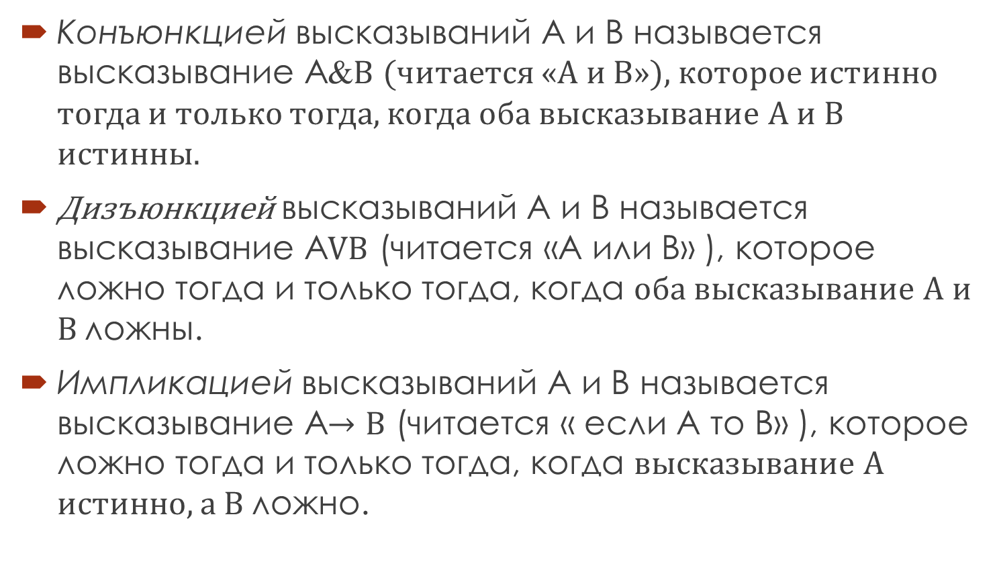 Конъюнкцией высказываний А и В называется
высказывание А&В (читается «А и В»), которое истинно
тогда и только тогда, когда оба высказывание А и В
истинны.
Дизъюнкцией высказываний А и В называется
высказывание АVВ (читается «А или В» ), которое
ложно тогда и только тогда, когда оба высказывание А и
В ложны.
Импликацией высказываний А и В называется
высказывание А→ В (читается « если А то В» ), которое
ложно тогда и только тогда, когда высказывание А
истинно, а В ложно.